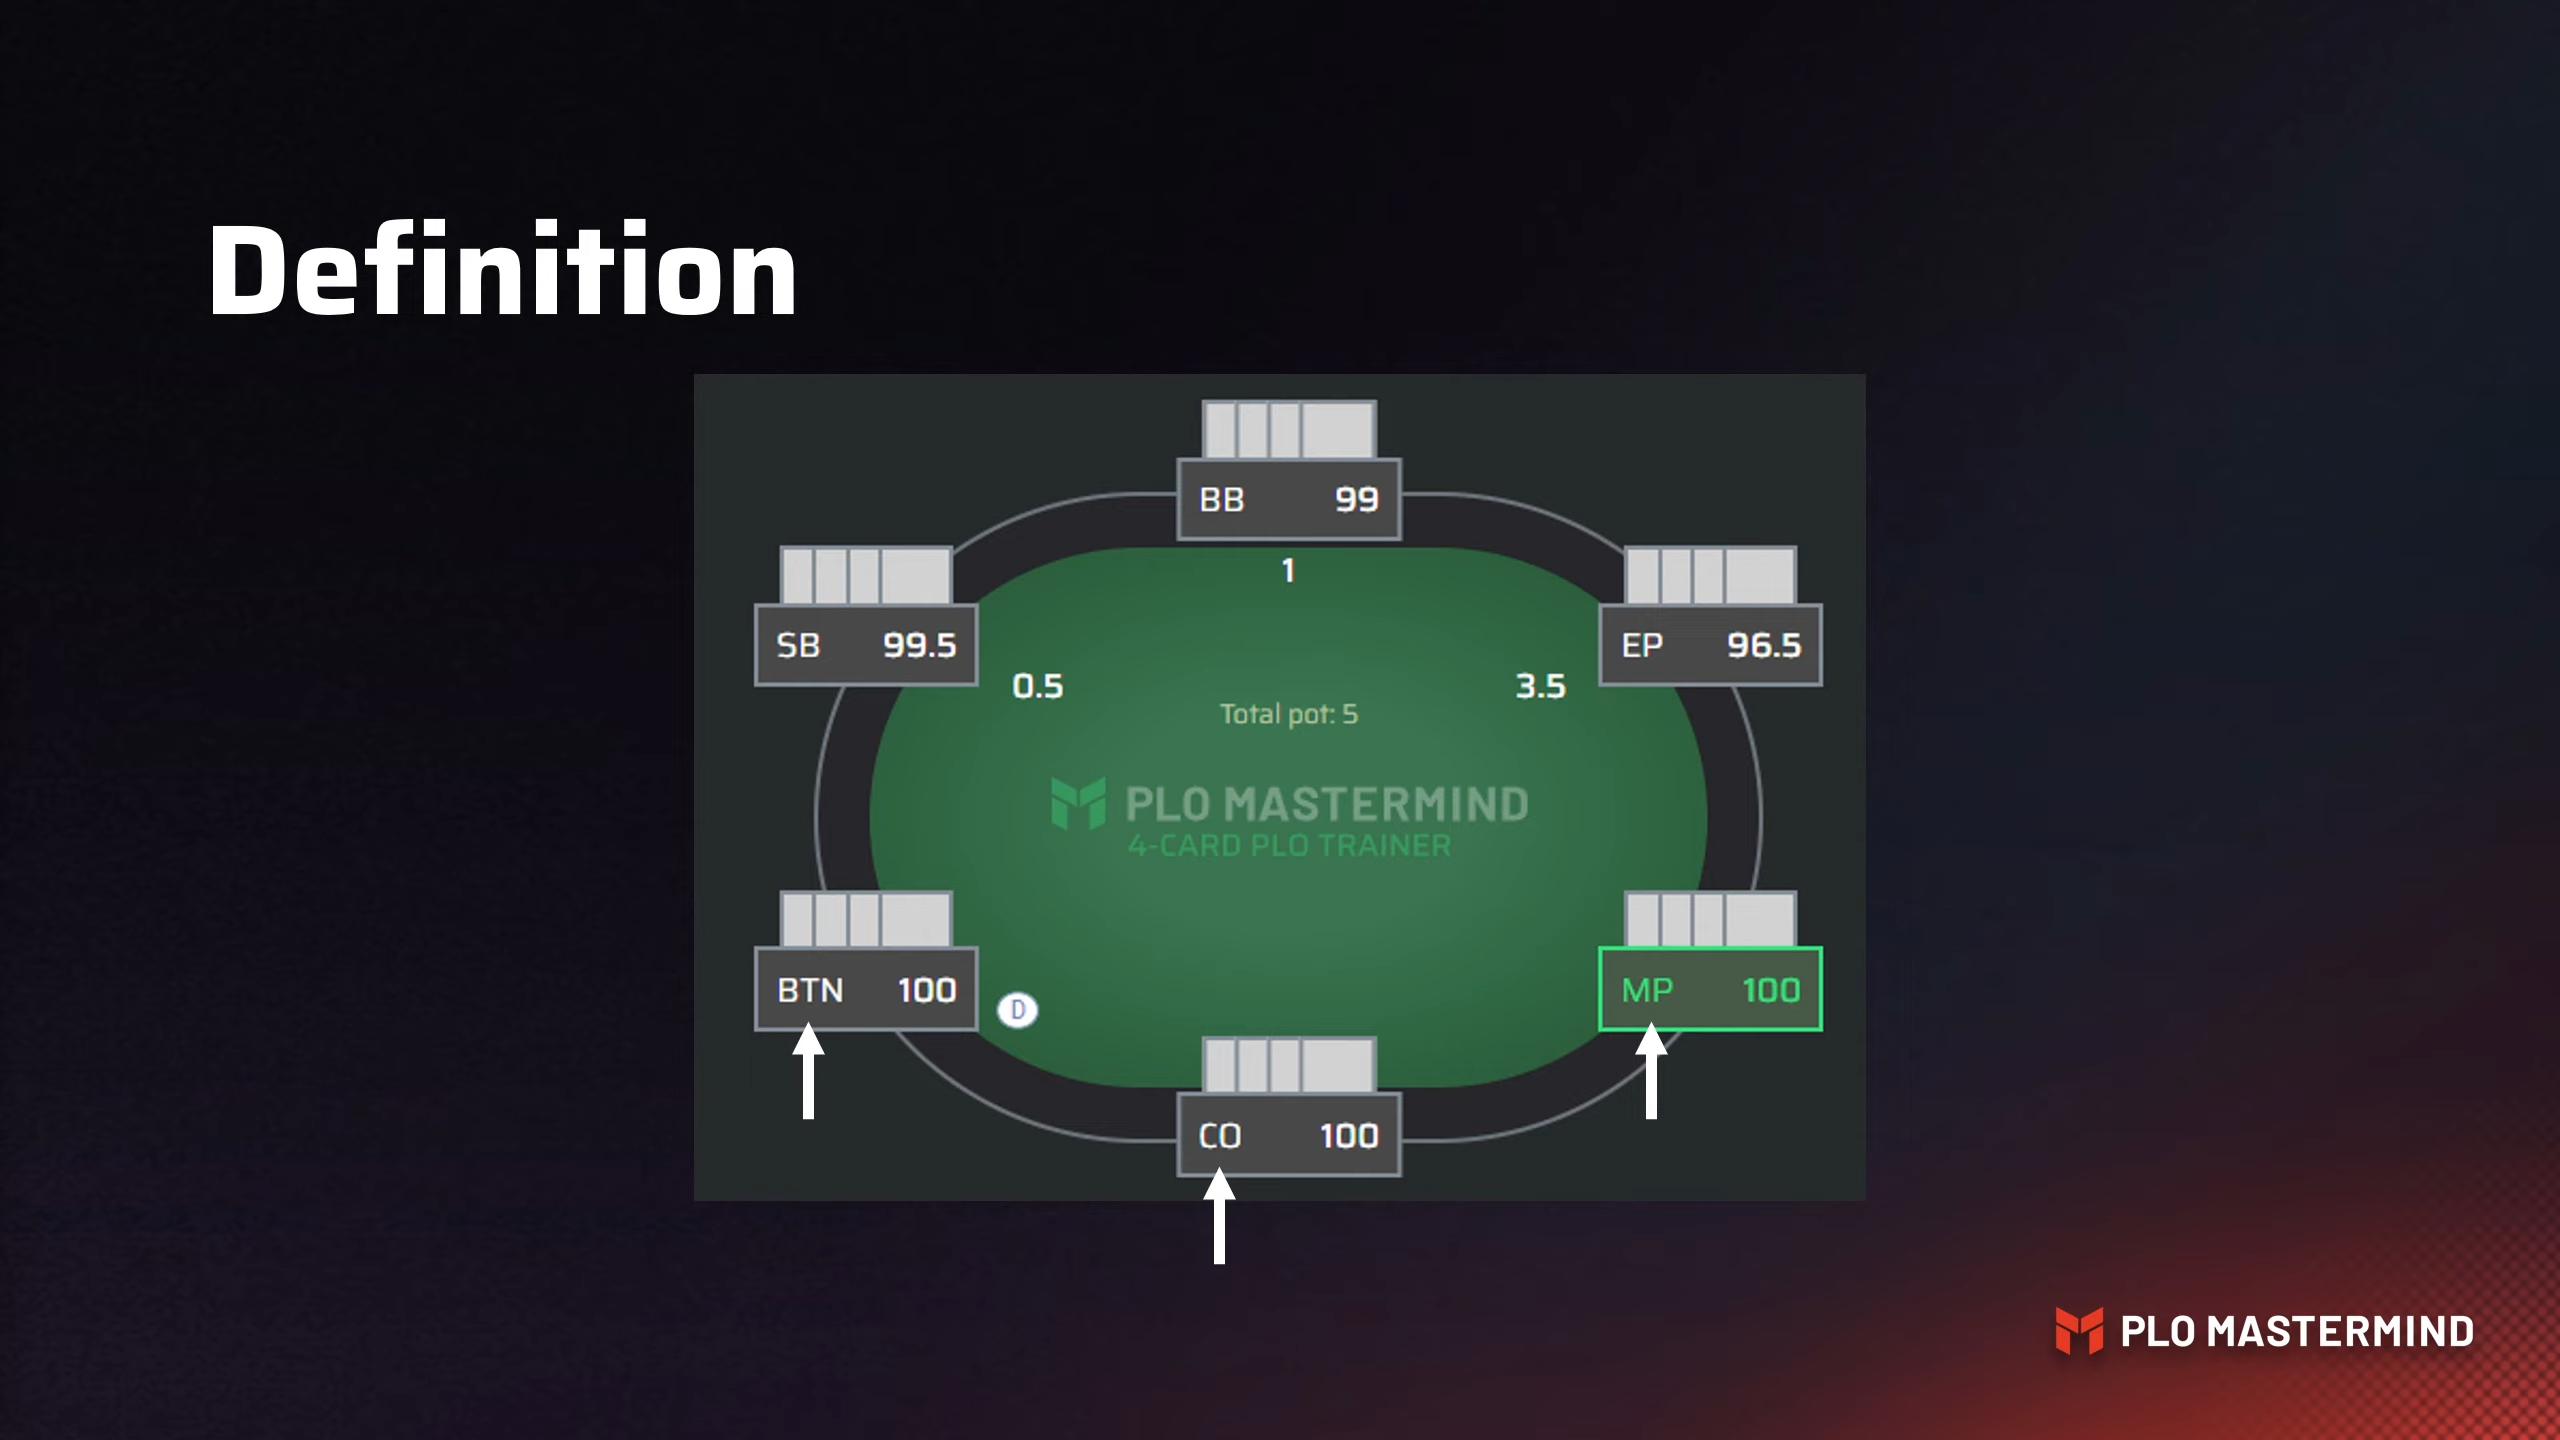 Definition
BB 99
1
SB 99.5
EP 96.5
0.5
3.5
Total pot: 5
PLO MASTERMIND
4-CARD PLO TRAINER
BTN 100
MP 100
D
CO 100
PLO MASTERMIND